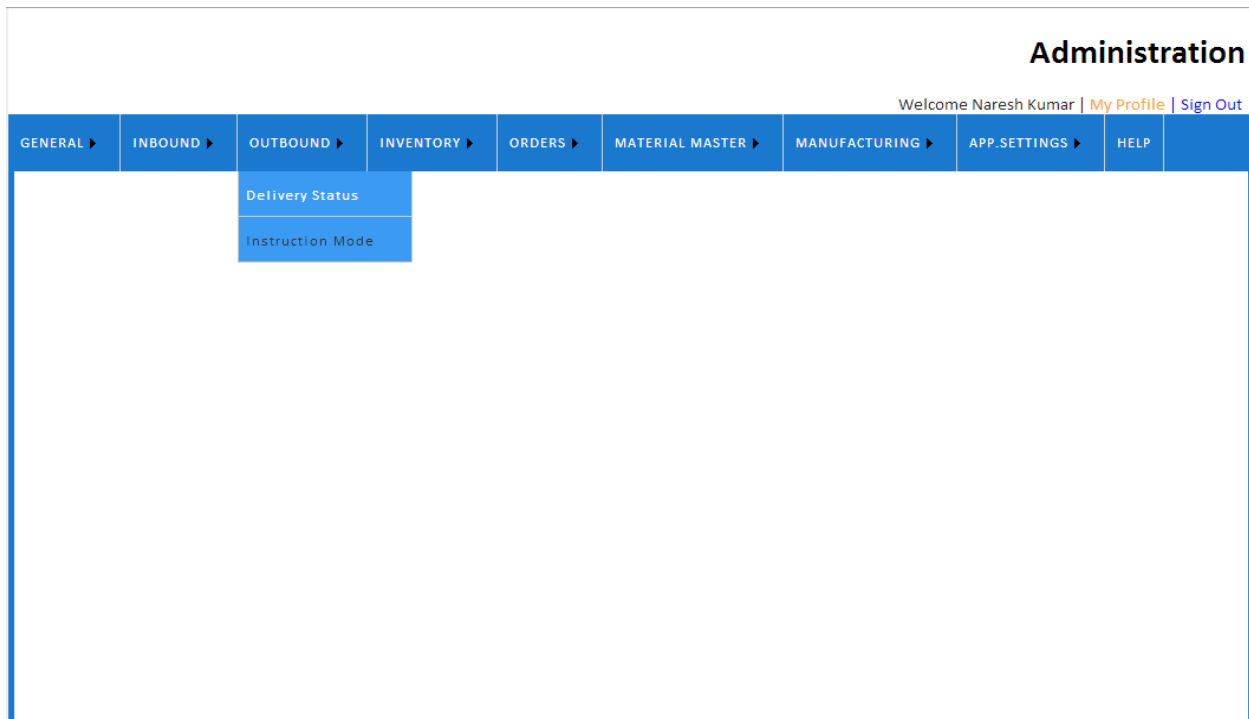 Administration
Welcome Naresh Kumar | My Profile | Sign Out
GENERAL INBOUND OUTBOUND INVENTORY ORDERS MATERIAL MASTER MANUFACTURING APP.SETTINGS HELP
Delivery Status
Instruction Mode